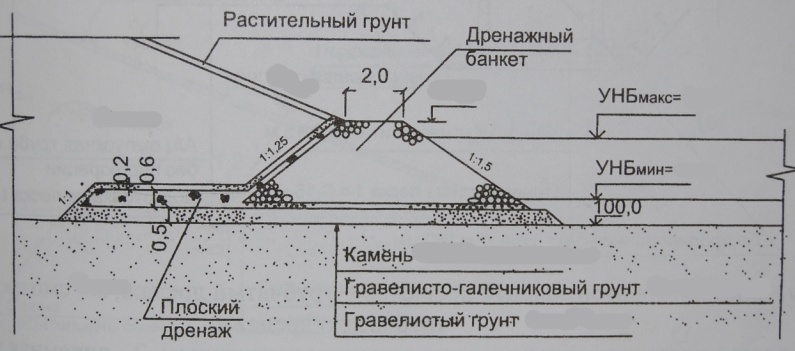 Растительный грунт
Дренажный
банкет
2,0
УНБмакс=
1:1,25
1:1,5
УНБмин=
0,2
0,6
1:1
100,0
0,5
Камень
Гравелисто-галечниковый грунт
Гравелистый грунт
Плоский
дренаж